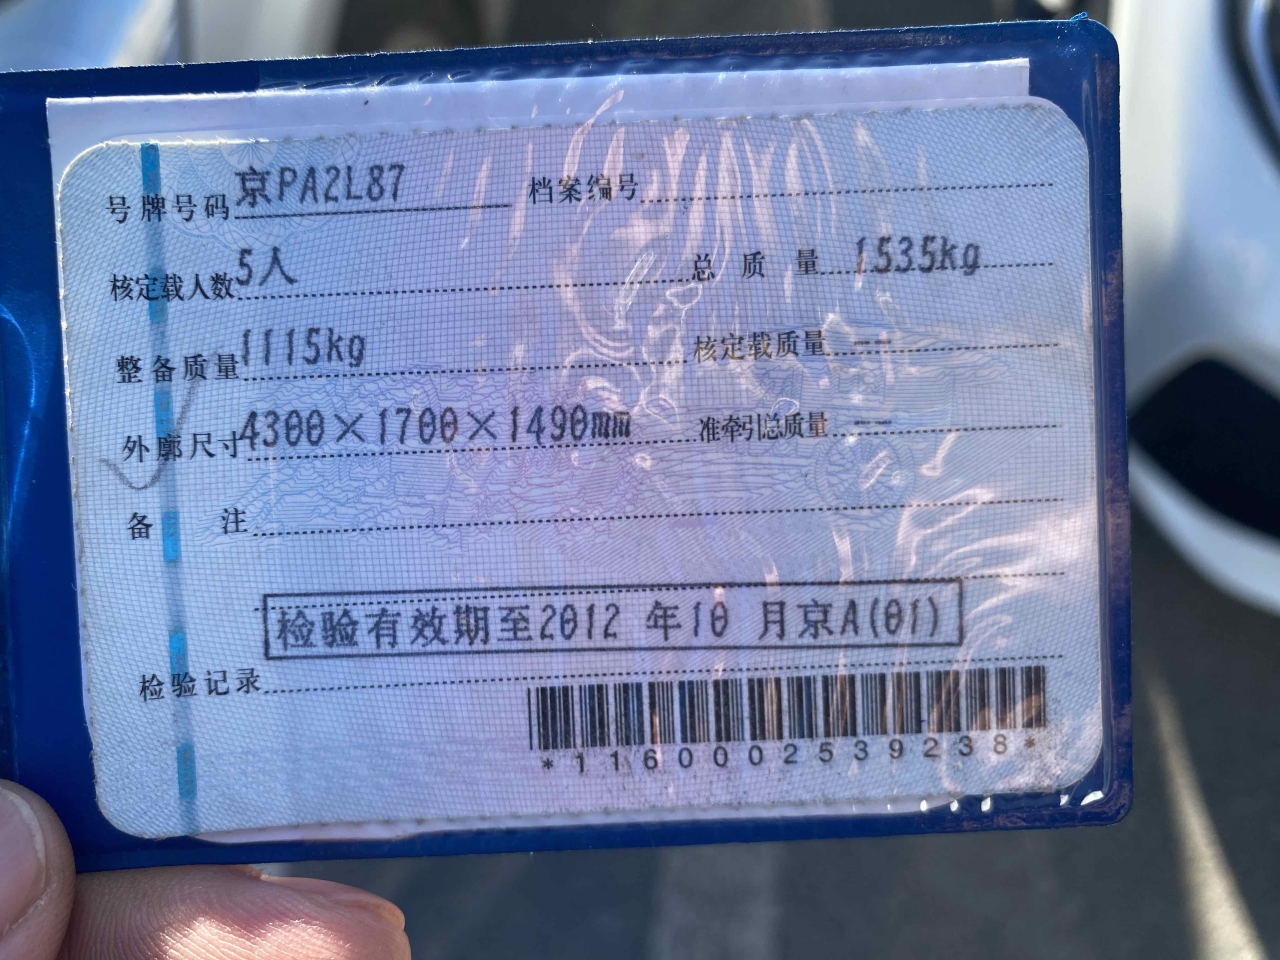 号牌号码 京PA2L87 档案编号
核定载人数 5人 总质量 1535kg
整备质量 1115kg 核定载质量 --
外廓尺寸 4300×1700×1490mm 准牵引总质量 --
备注
检验有效期至2012 年10 月京A(01)
检验记录
*1160002539238*